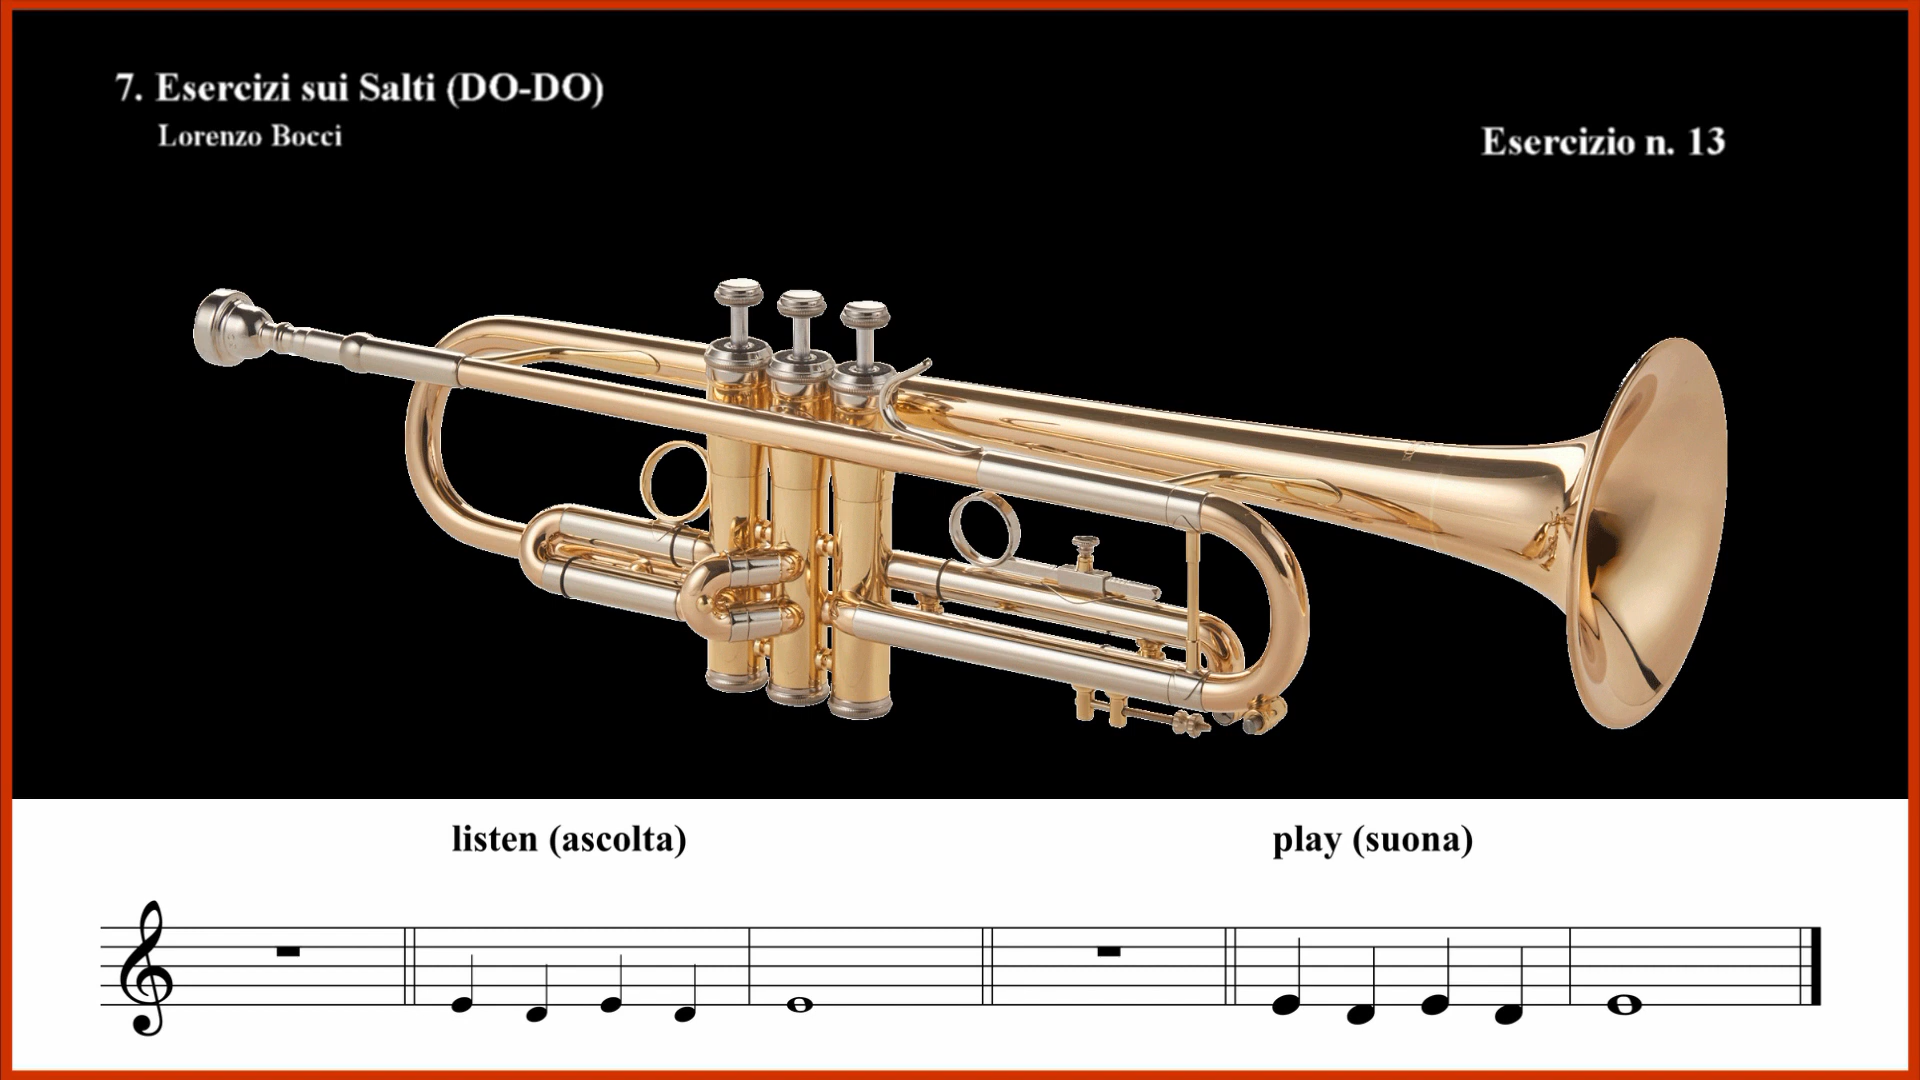 7. Esercizi sui Salti (DO-DO)
Lorenzo Bocci
Esercizio n. 13
listen (ascolta)
play (suona)